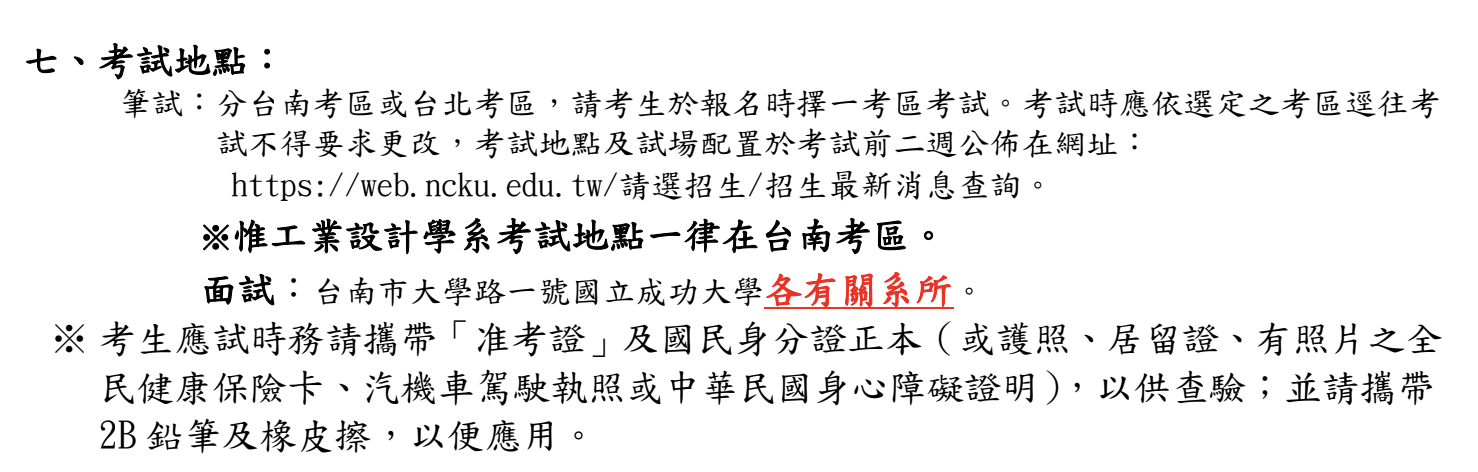 七、考試地點：
筆試：分台南考區或台北考區，請考生於報名時擇一考區考試。考試時應依選定之考區逕往考
試不得要求更改，考試地點及試場配置於考試前二週公佈在網址：
https://web.ncku.edu.tw/請選招生/招生最新消息查詢。
※惟工業設計學系考試地點一律在台南考區。
面試：台南市大學路一號國立成功大學各有關系所。
※ 考生應試時務請攜帶「准考證」及國民身分證正本（或護照、居留證、有照片之全
民健康保險卡、汽機車駕駛執照或中華民國身心障礙證明），以供查驗；並請攜帶
2B 鉛筆及橡皮擦，以便應用。